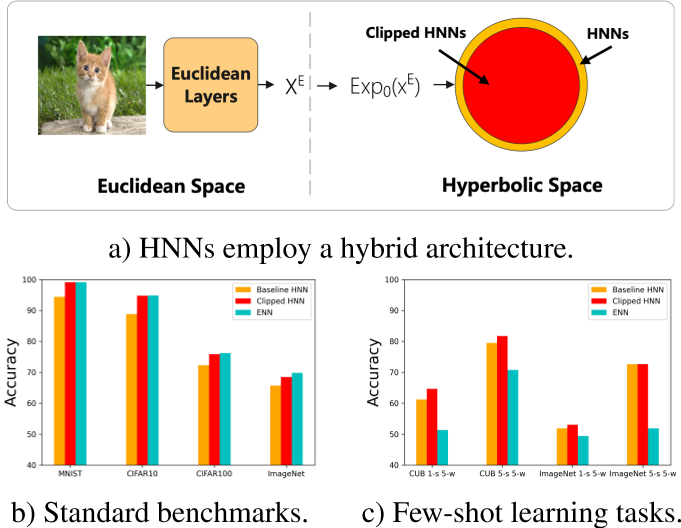 Clipped HNNs
HNNs
Euclidean
Layers
X^E
Exp₀(x^E)
Euclidean Space
Hyperbolic Space
a) HNNs employ a hybrid architecture.
100
90
80
70
60
50
40
Accuracy
Baseline HNN
Clipped HNN
ENN
MNIST
CIFAR10
CIFAR100
ImageNet
100
90
80
70
60
50
40
Accuracy
Baseline HNN
Clipped HNN
ENN
CUB 1-s 5-w
CUB 5-s 5-w
ImageNet 1-s 5-w
ImageNet 5-s 5-w
b) Standard benchmarks.
c) Few-shot learning tasks.